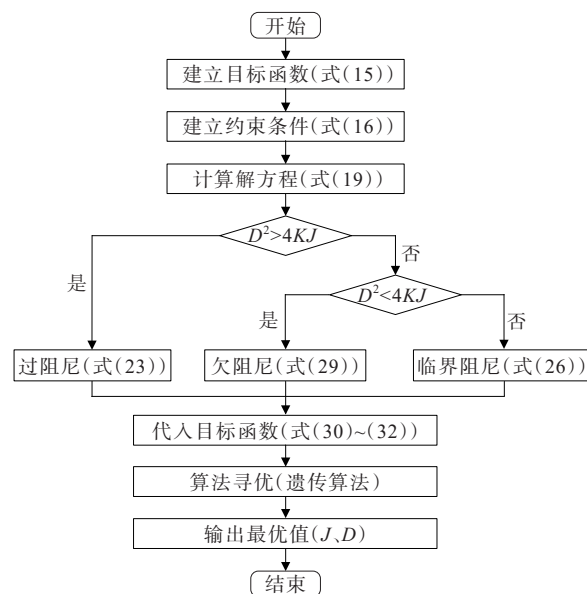 开始
建立目标函数(式(15))
建立约束条件(式(16))
计算解方程(式(19))
D²>4KJ
是
否
D²<4KJ
是
否
过阻尼(式(23))
欠阻尼(式(29))
临界阻尼(式(26))
代入目标函数(式(30)~(32))
算法寻优(遗传算法)
输出最优值(J、D)
结束